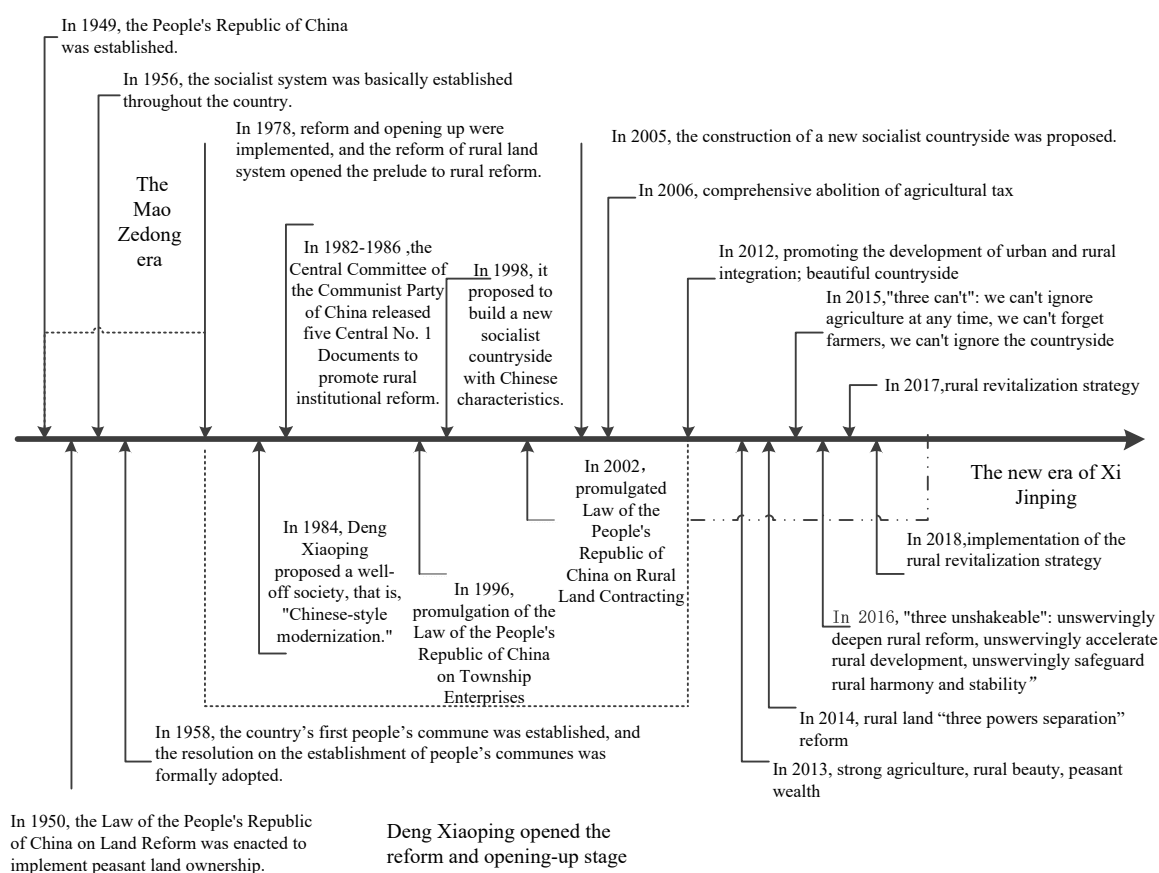 In 1949, the People's Republic of China
was established.
In 1956, the socialist system was basically established
throughout the country.
The
Mao
Zedong
era
In 1978, reform and opening up were
implemented, and the reform of rural land
system opened the prelude to rural reform.
In 1982-1986 ,the
Central Committee of
the Communist Party
of China released
five Central No. 1
Documents to
promote rural
institutional reform.
In 1998, it
proposed to
build a new
socialist
countryside
with Chinese
characteristics.
In 2005, the construction of a new socialist countryside was proposed.
In 2006, comprehensive abolition of agricultural tax
In 2012, promoting the development of urban and rural
integration; beautiful countryside
In 2015,"three can't": we can't ignore
agriculture at any time, we can't forget
farmers, we can't ignore the countryside
In 2017,rural revitalization strategy
The new era of Xi
Jinping
In 1984, Deng
Xiaoping
proposed a well-
off society, that is,
"Chinese-style
modernization."
In 1996,
promulgation of the
Law of the People's
Republic of China
on Township
Enterprises
In 2002,
promulgated
Law of the
People's
Republic of
China on Rural
Land Contracting
In 2018,implementation of the
rural revitalization strategy
In 2016, "three unshakeable": unswervingly
deepen rural reform, unswervingly accelerate
rural development, unswervingly safeguard
rural harmony and stability”
In 2014, rural land “three powers separation”
reform
In 2013, strong agriculture, rural beauty, peasant
wealth
In 1958, the country’s first people’s commune was established, and
the resolution on the establishment of people’s communes was
formally adopted.
In 1950, the Law of the People's Republic
of China on Land Reform was enacted to
implement peasant land ownership.
Deng Xiaoping opened the
reform and opening-up stage